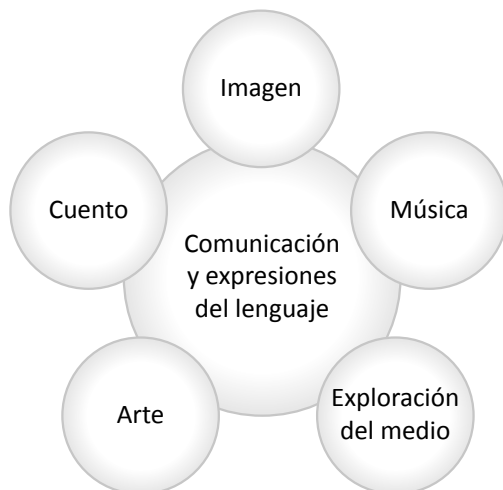 Imagen
Cuento
Música
Comunicación
y expresiones
del lenguaje
Arte
Exploración
del medio